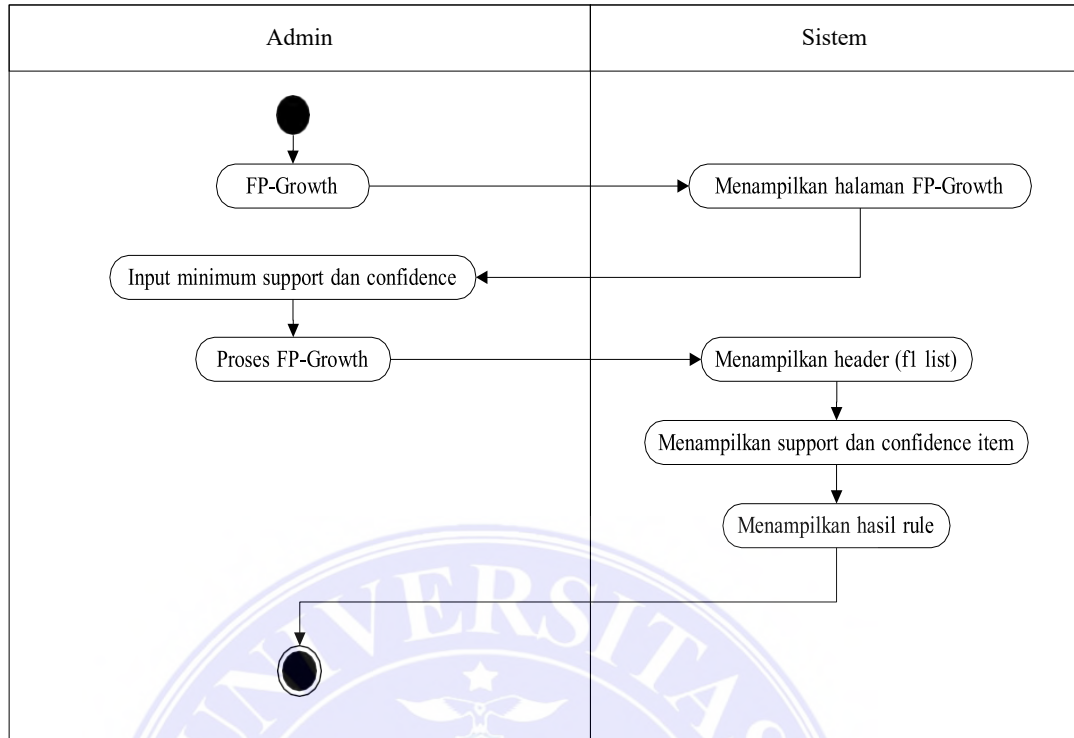 Admin
Sistem
FP-Growth
Menampilkan halaman FP-Growth
Input minimum support dan confidence
Proses FP-Growth
Menampilkan header (f1 list)
Menampilkan support dan confidence item
Menampilkan hasil rule
UNIVERSITAS